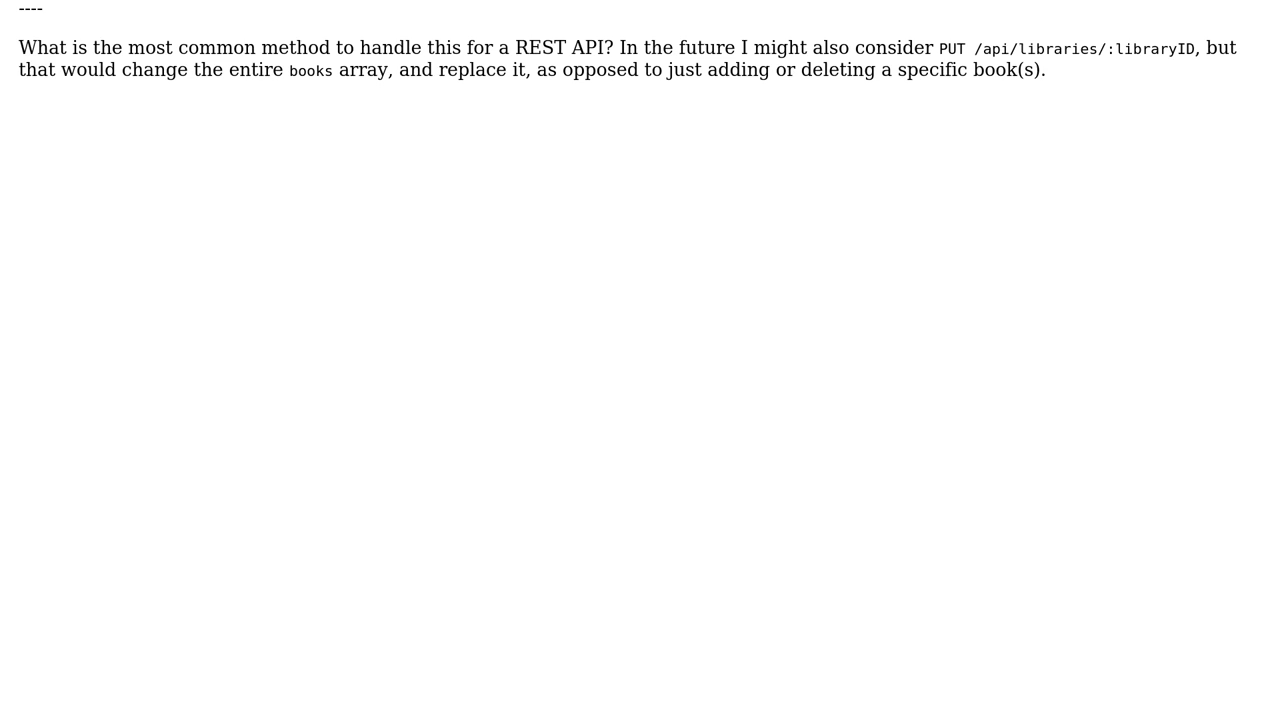 ----
What is the most common method to handle this for a REST API? In the future I might also consider PUT /api/libraries/:libraryID, but
that would change the entire books array, and replace it, as opposed to just adding or deleting a specific book(s).